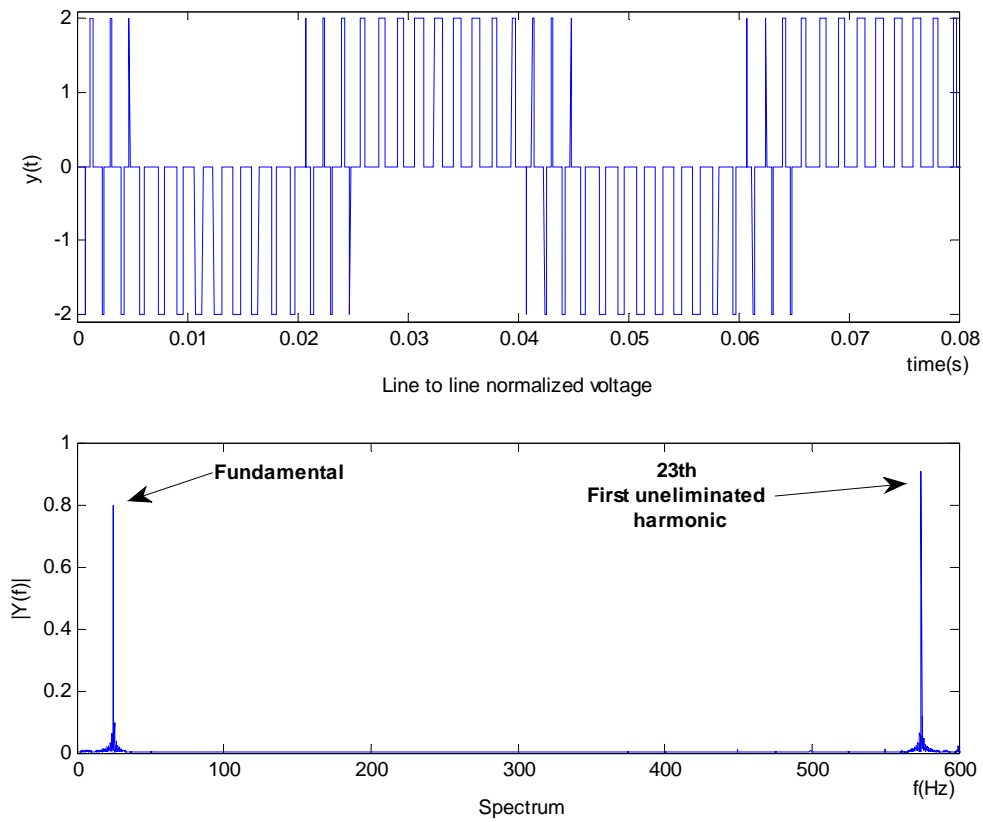 2
1
0
-1
-2
y(t)
0
0.01
0.02
0.03
0.04
0.05
0.06
0.07
0.08
time(s)
Line to line normalized voltage
1
0.8
0.6
0.4
0.2
0
|Y(f)|
Fundamental
23th
First uneliminated
harmonic
0
100
200
300
400
500
600
f(Hz)
Spectrum